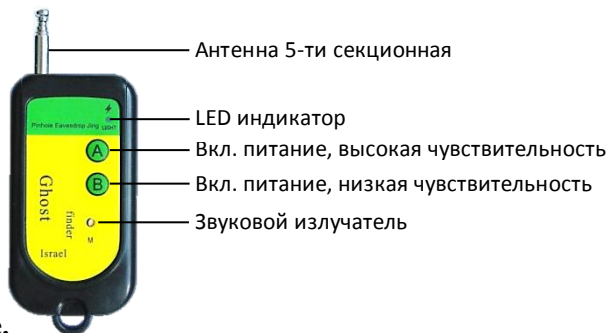 Антенна 5-ти секционная
LED индикатор
Pinhole Eavesdrop Jing LIGHT
A
Вкл. питание, высокая чувствительность
B
Вкл. питание, низкая чувствительность
Ghost
finder
Звуковой излучатель
M
Israel